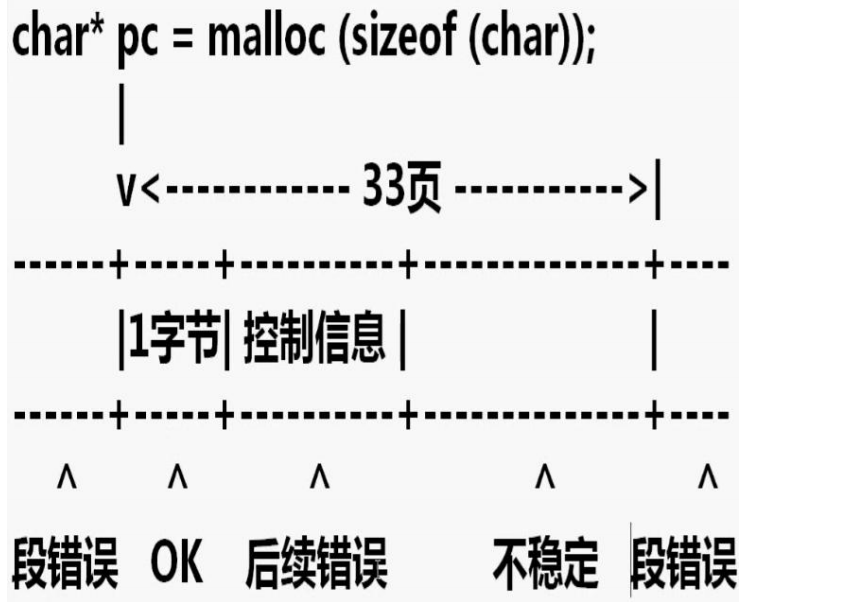 char* pc = malloc (sizeof (char));
|
v<------------ 33页 ----------->|
------+-----+----------+--------------+----
|1字节| 控制信息 | |
------+-----+----------+--------------+----
^ ^ ^ ^ ^
段错误 OK 后续错误 不稳定 段错误